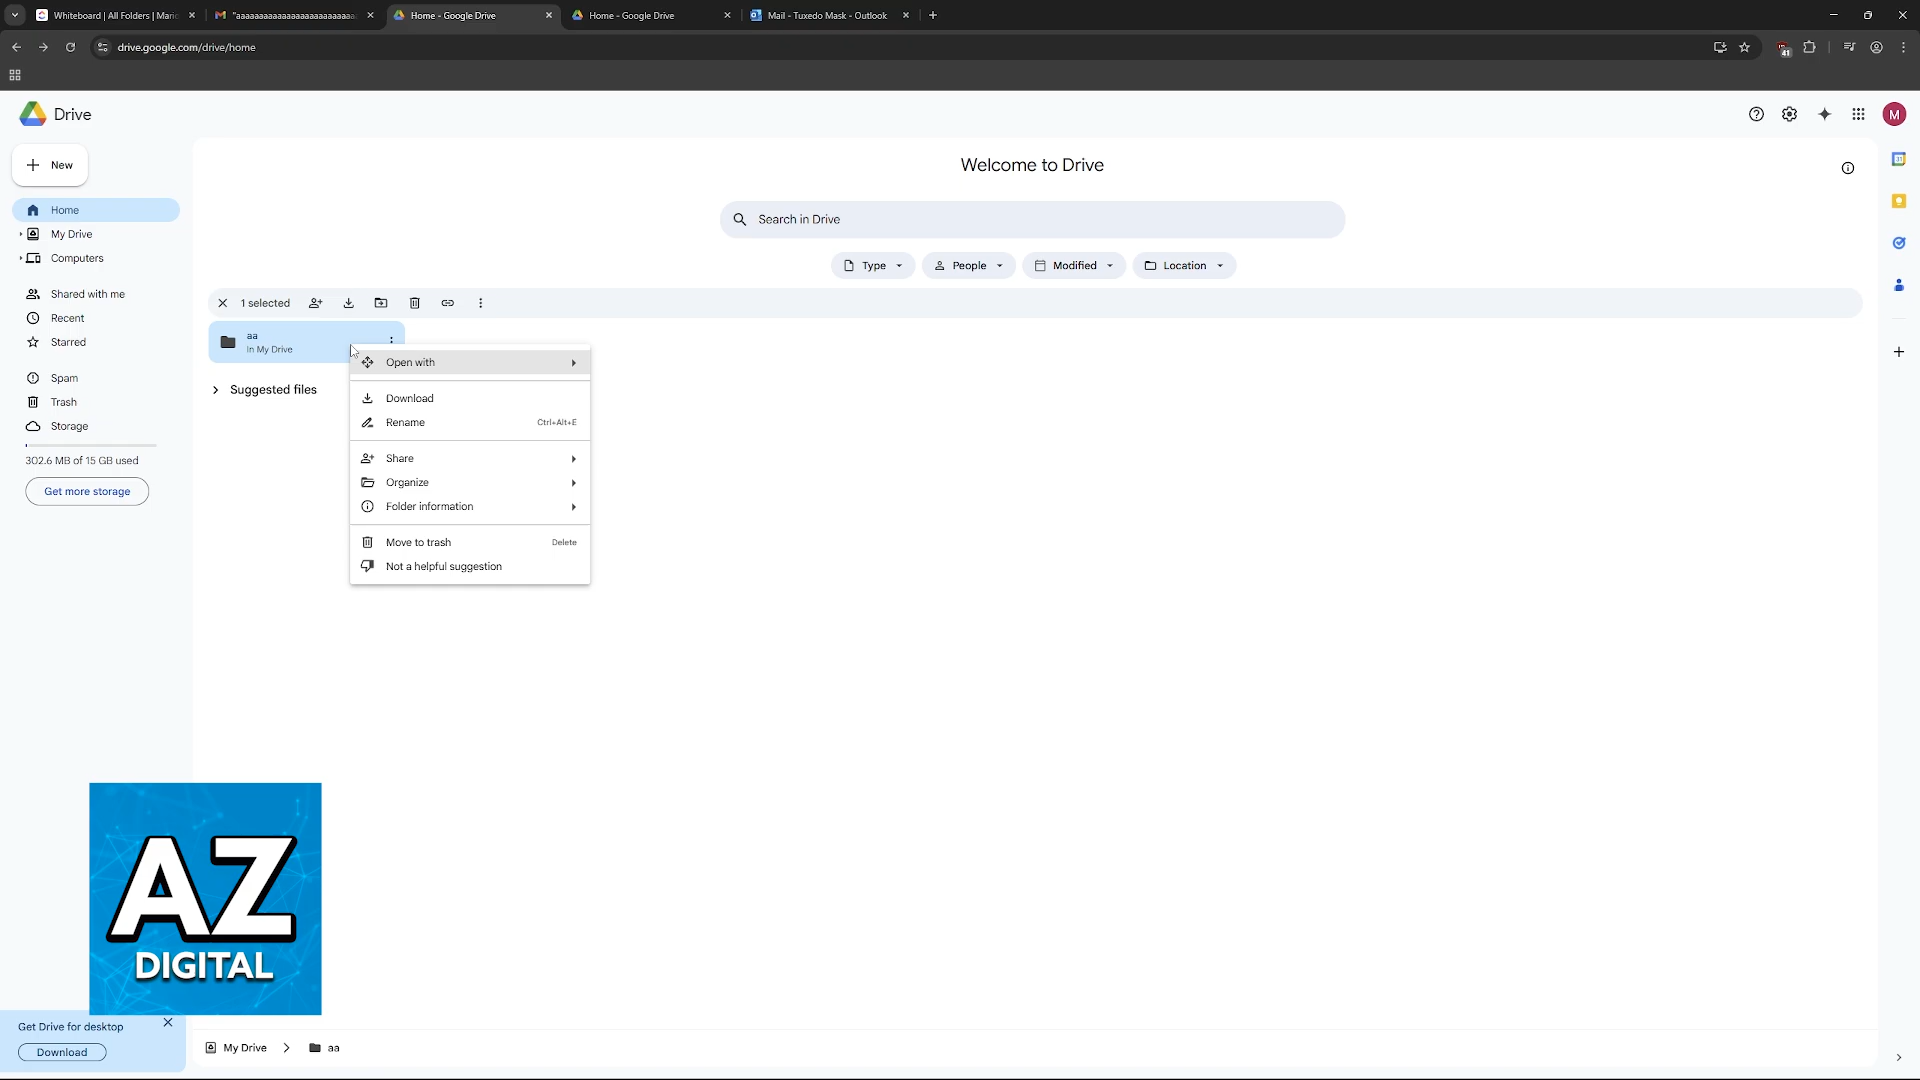 Whiteboard | All Folders | Maric
"aaaaaaaaaaaaaaaaaaaaaaaaa
Home - Google Drive
Home - Google Drive
Mail - Tuxedo Mask - Outlook
drive.google.com/drive/home
41
Drive
M
New
Welcome to Drive
31
Home
Search in Drive
My Drive
Computers
Type
People
Modified
Location
Shared with me
1 selected
Recent
aa
In My Drive
Starred
Open with
Spam
Suggested files
Download
Trash
Rename
Ctrl+Alt+E
Storage
302.6 MB of 15 GB used
Share
Get more storage
Organize
Folder information
Move to trash
Delete
Not a helpful suggestion
AZ
DIGITAL
Get Drive for desktop
Download
My Drive
aa